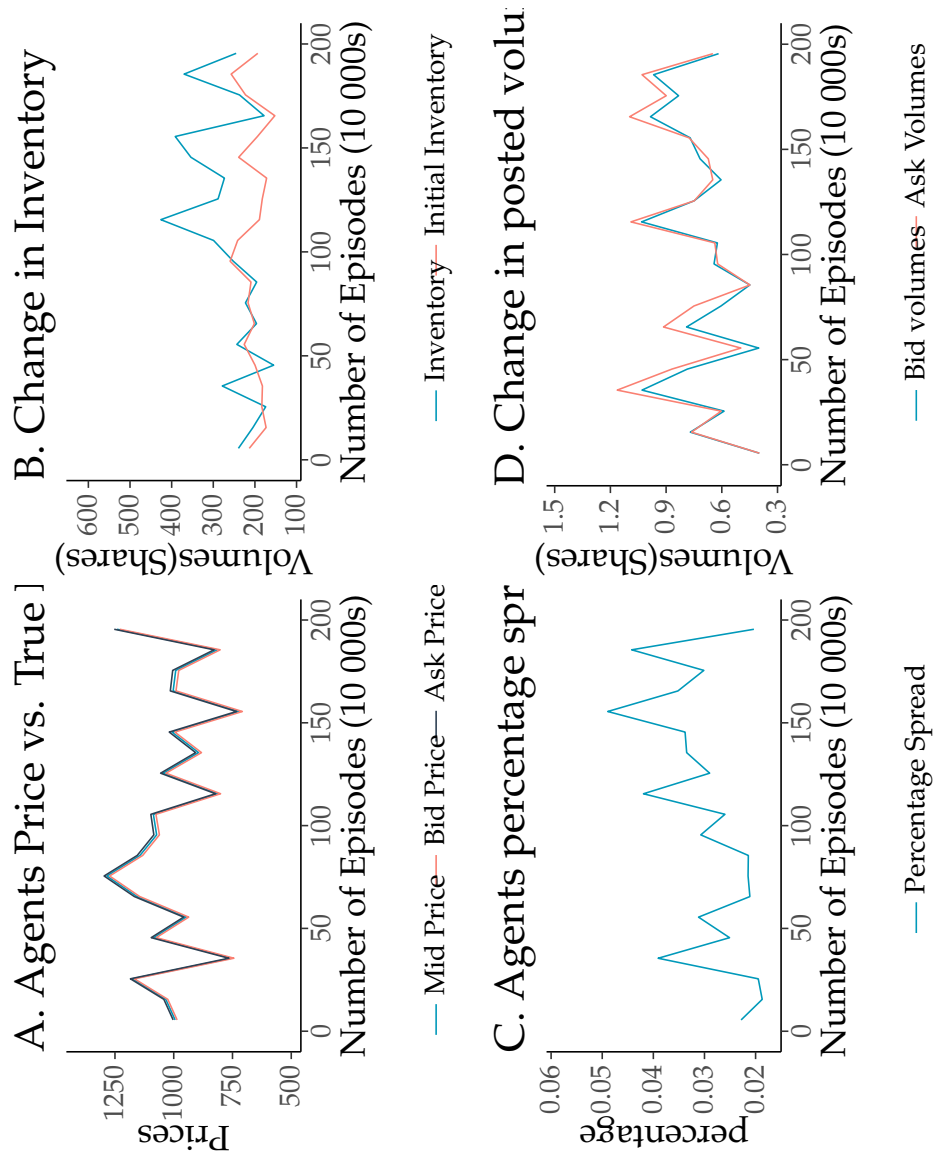 A. Agents Price vs. True
Prices
1250
1000
750
500
0
50
100
150
200
Number of Episodes (10 000s)
Mid Price
Bid Price
Ask Price
B. Change in Inventory
Volumes(Shares)
600
500
400
300
200
100
0
50
100
150
200
Number of Episodes (10 000s)
Inventory
Initial Inventory
C. Agents percentage spr
percentage
0.06
0.05
0.04
0.03
0.02
0
50
100
150
200
Number of Episodes (10 000s)
Percentage Spread
D. Change in posted volu
Volumes(Shares)
1.5
1.2
0.9
0.6
0.3
0
50
100
150
200
Number of Episodes (10 000s)
Bid volumes
Ask Volumes